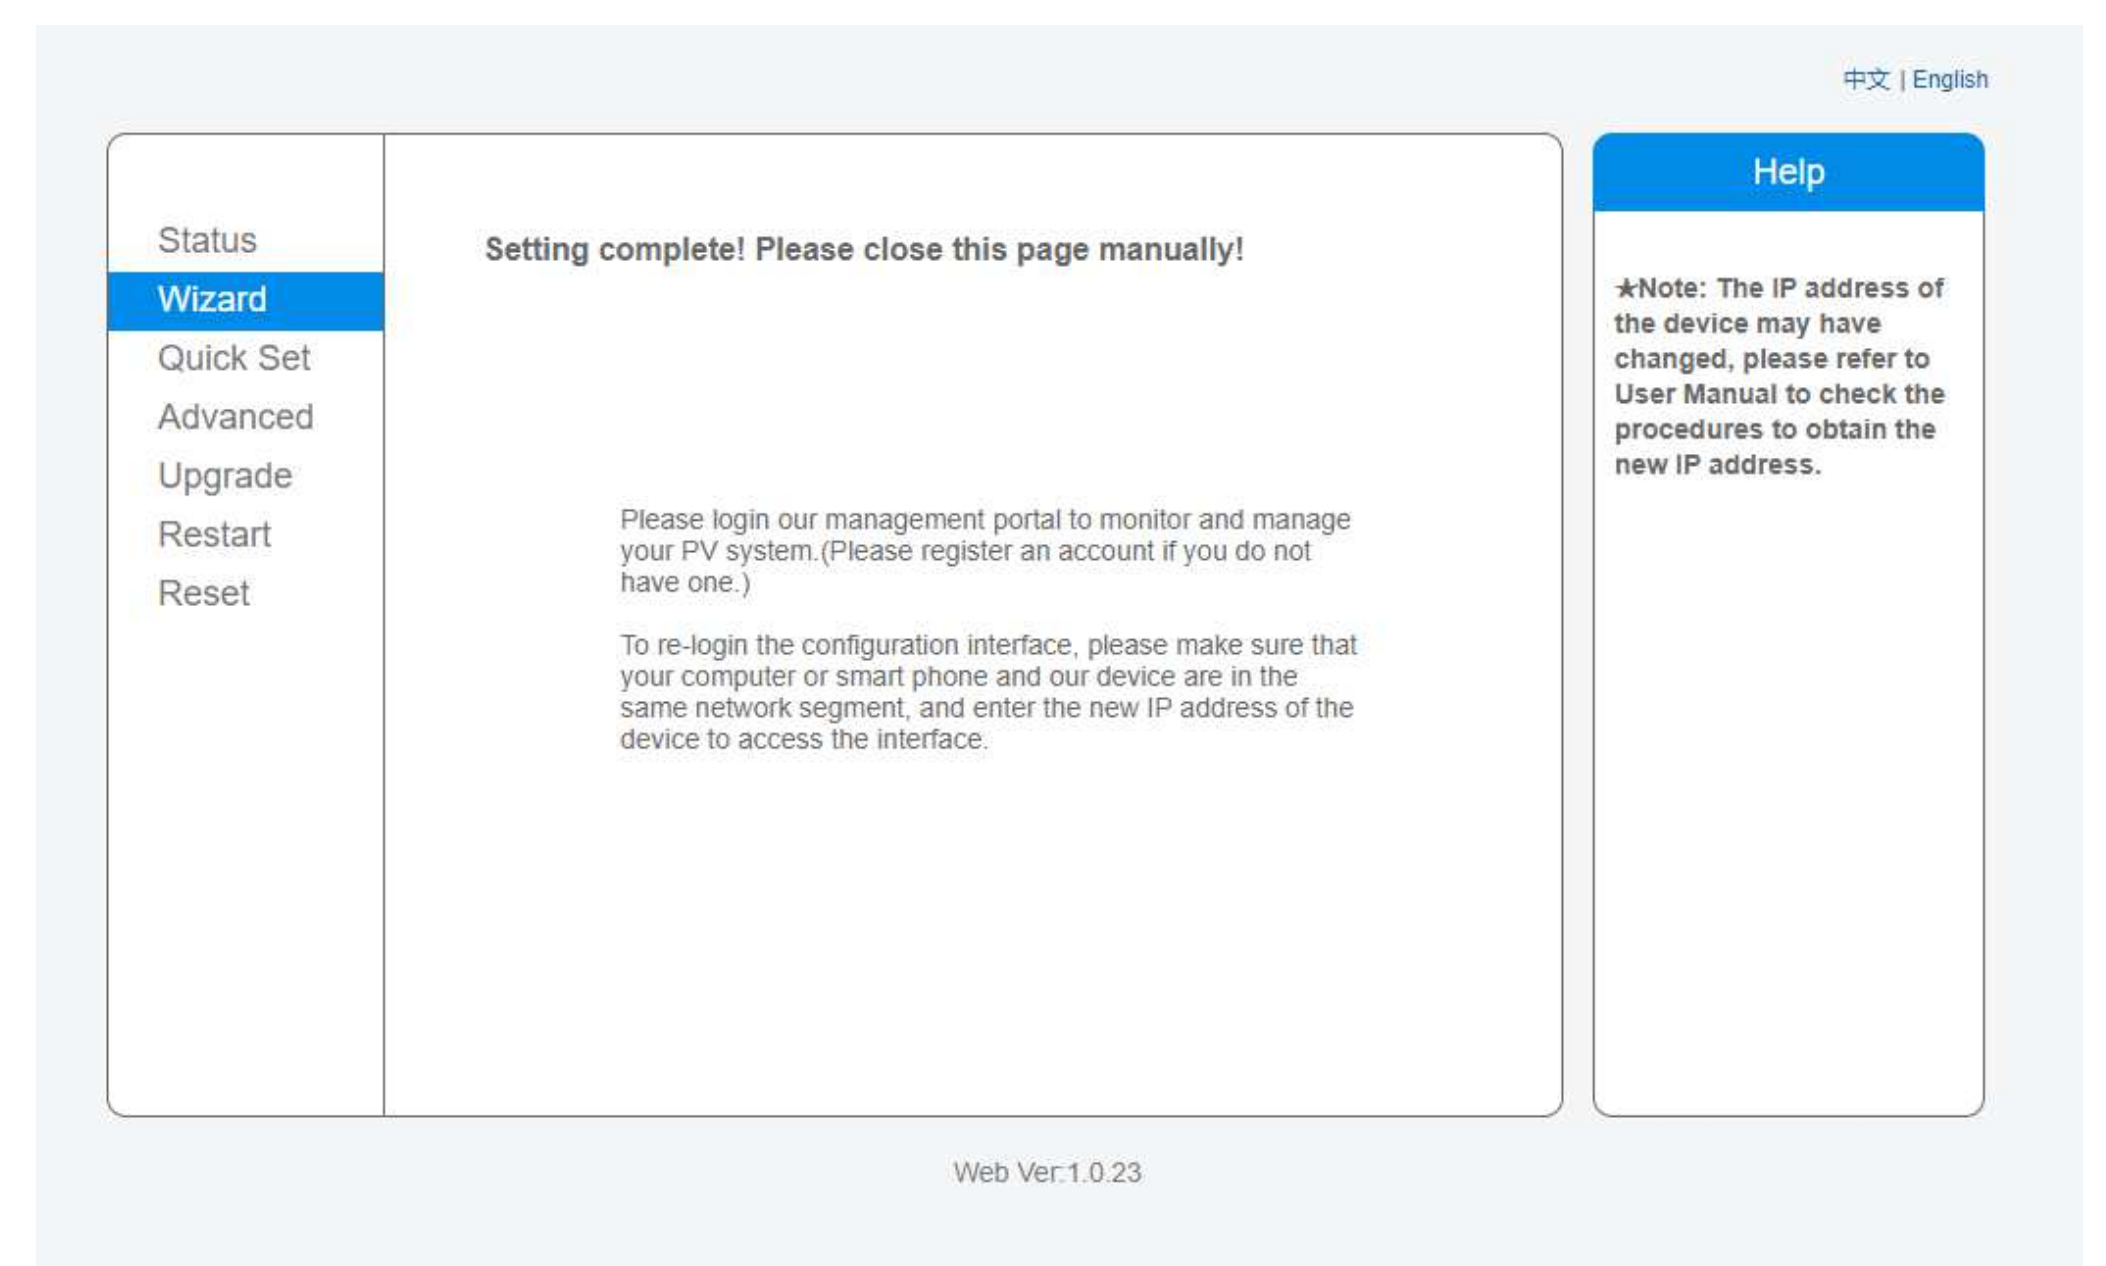 中文 | English
Status
Wizard
Quick Set
Advanced
Upgrade
Restart
Reset
Setting complete! Please close this page manually!
Please login our management portal to monitor and manage
your PV system.(Please register an account if you do not
have one.)
To re-login the configuration interface, please make sure that
your computer or smart phone and our device are in the
same network segment, and enter the new IP address of the
device to access the interface.
Help
★Note: The IP address of
the device may have
changed, please refer to
User Manual to check the
procedures to obtain the
new IP address.
Web Ver:1.0.23